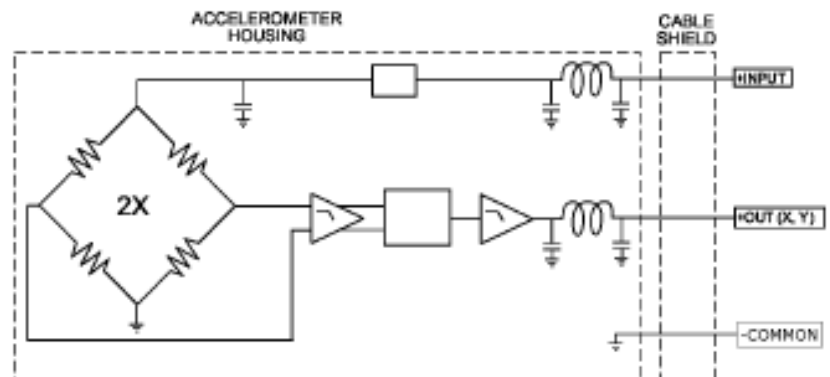 ACCELEROMETER
HOUSING
CABLE
SHIELD
+INPUT
2X
+OUT (X, Y)
-COMMON